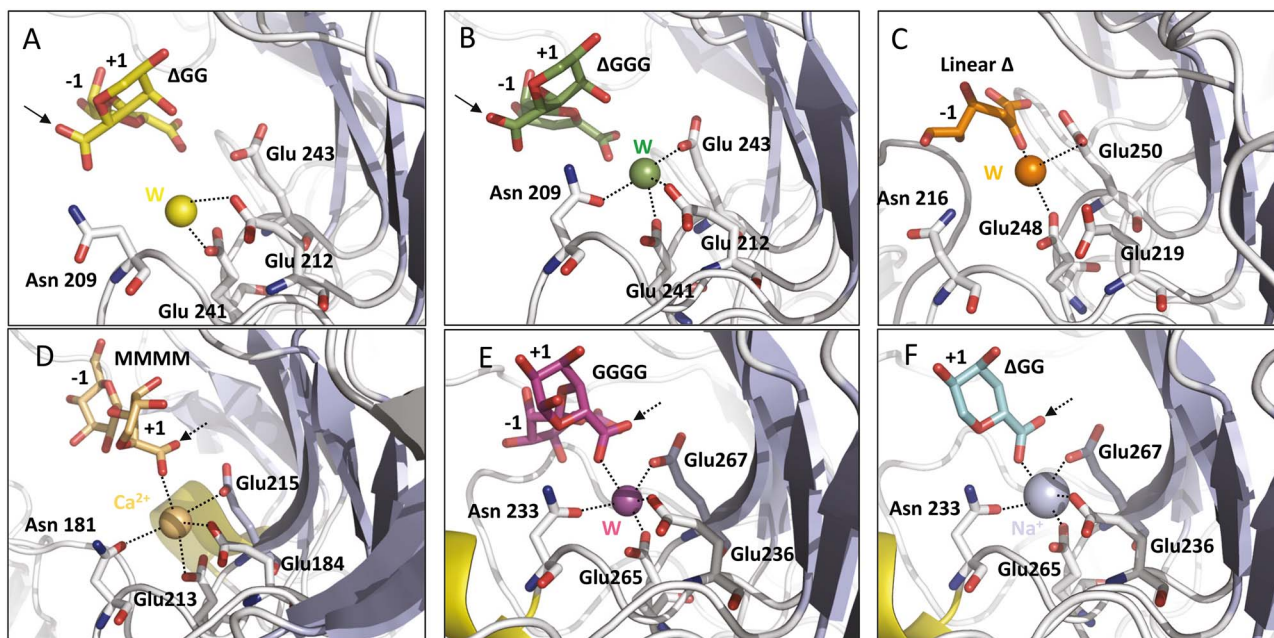 A
+1
-1
ΔGG
Glu 243
W
Asn 209
Glu 212
Glu 241
B
+1
-1
ΔGGG
W
Glu 243
Asn 209
Glu 212
Glu 241
C
Linear Δ
-1
W
Glu250
Asn 216
Glu248
Glu219
D
MMMM
-1
+1
Ca²⁺
Glu215
Asn 181
Glu184
Glu213
E
+1
GGGG
-1
Glu267
Asn 233
W
Glu236
Glu265
F
+1
ΔGG
Glu267
Asn 233
Na⁺
Glu236
Glu265